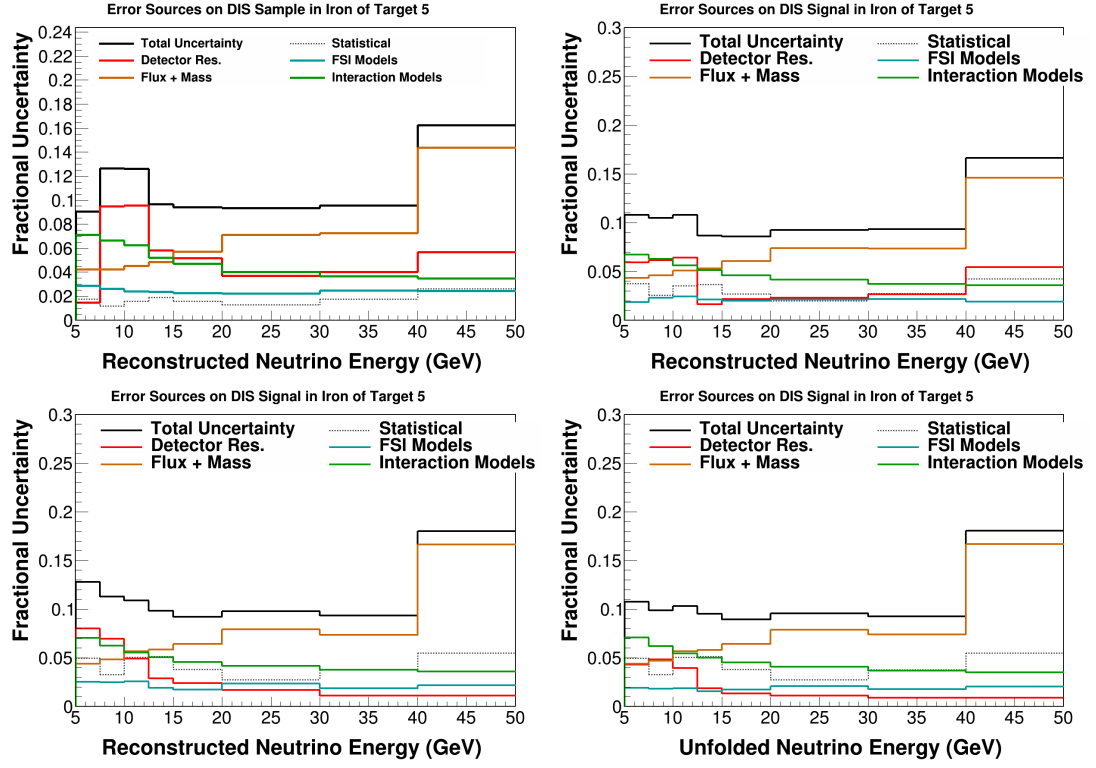 Error Sources on DIS Sample in Iron of Target 5
Fractional Uncertainty
0.24
0.22
0.2
0.18
0.16
0.14
0.12
0.1
0.08
0.06
0.04
0.02
0
Total Uncertainty
Detector Res.
Flux + Mass
Statistical
FSI Models
Interaction Models
5 10 15 20 25 30 35 40 45 50
Reconstructed Neutrino Energy (GeV)
Error Sources on DIS Signal in Iron of Target 5
Fractional Uncertainty
0.3
0.25
0.2
0.15
0.1
0.05
0
Total Uncertainty
Detector Res.
Flux + Mass
Statistical
FSI Models
Interaction Models
5 10 15 20 25 30 35 40 45 50
Reconstructed Neutrino Energy (GeV)
Error Sources on DIS Signal in Iron of Target 5
Fractional Uncertainty
0.3
0.25
0.2
0.15
0.1
0.05
0
Total Uncertainty
Detector Res.
Flux + Mass
Statistical
FSI Models
Interaction Models
5 10 15 20 25 30 35 40 45 50
Reconstructed Neutrino Energy (GeV)
Error Sources on DIS Signal in Iron of Target 5
Fractional Uncertainty
0.3
0.25
0.2
0.15
0.1
0.05
0
Total Uncertainty
Detector Res.
Flux + Mass
Statistical
FSI Models
Interaction Models
5 10 15 20 25 30 35 40 45 50
Unfolded Neutrino Energy (GeV)